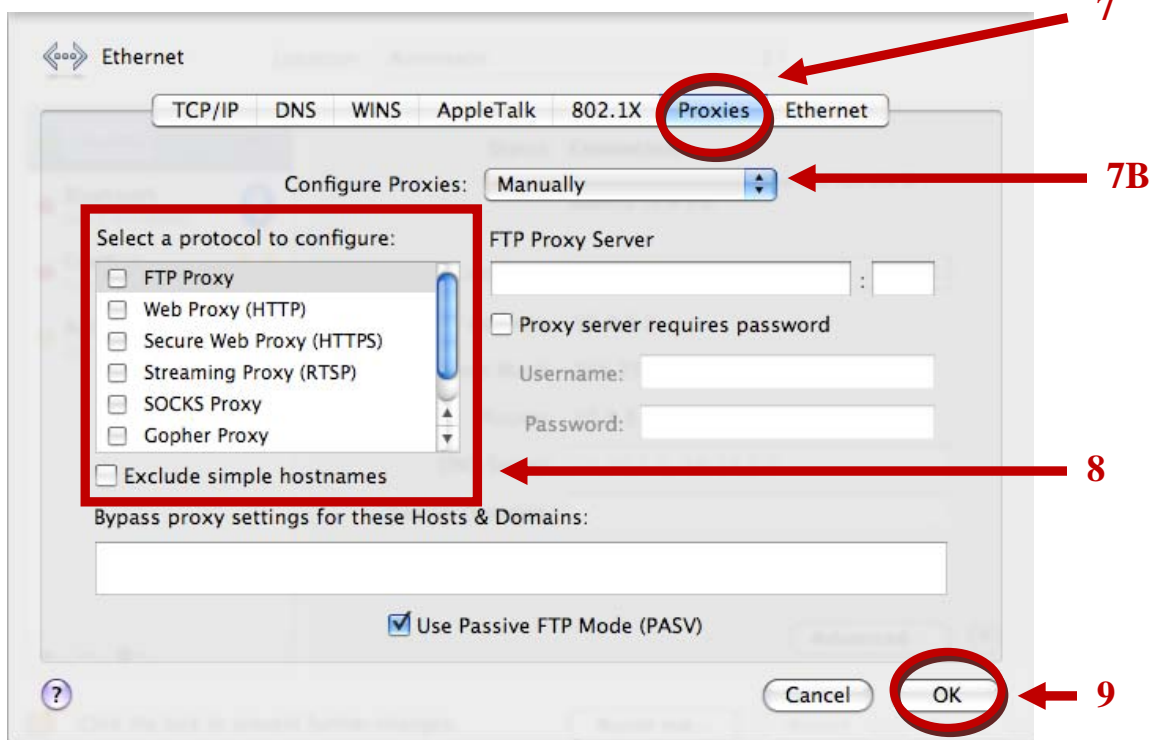 7
Ethernet
TCP/IP DNS WINS AppleTalk 802.1X Proxies Ethernet
Configure Proxies: Manually
7B
Select a protocol to configure:
FTP Proxy
Web Proxy (HTTP)
Secure Web Proxy (HTTPS)
Streaming Proxy (RTSP)
SOCKS Proxy
Gopher Proxy
Exclude simple hostnames
FTP Proxy Server
:
Proxy server requires password
Username:
Password:
8
Bypass proxy settings for these Hosts & Domains:
Use Passive FTP Mode (PASV)
?
Cancel OK
9